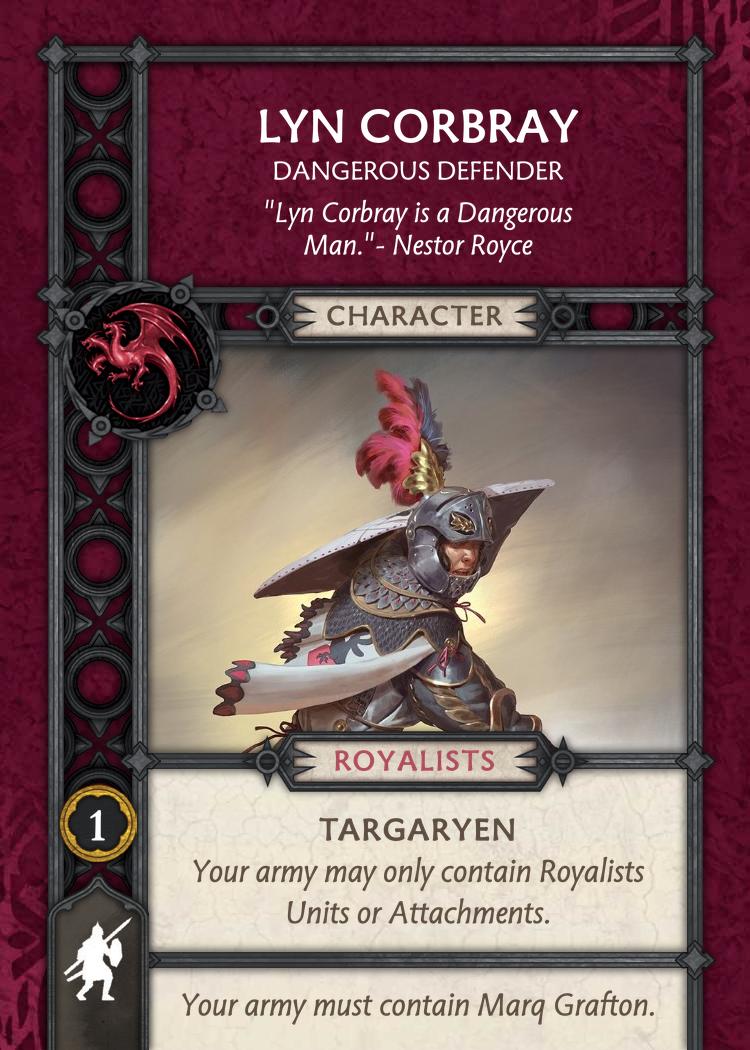 LYN CORBRAY
DANGEROUS DEFENDER
"Lyn Corbray is a Dangerous
Man."- Nestor Royce
CHARACTER
ROYALISTS
1
TARGARYEN
Your army may only contain Royalists
Units or Attachments.
Your army must contain Marq Grafton.